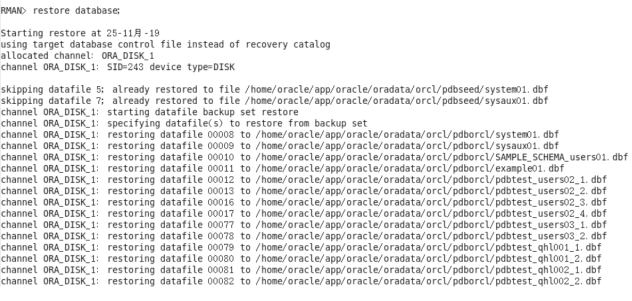 RMAN> restore database;
Starting restore at 25-11月-19
using target database control file instead of recovery catalog
allocated channel: ORA_DISK_1
channel ORA_DISK_1: SID=243 device type=DISK
skipping datafile 5; already restored to file /home/oracle/app/oracle/oradata/orcl/pdbseed/system01.dbf
skipping datafile 7; already restored to file /home/oracle/app/oracle/oradata/orcl/pdbseed/sysaux01.dbf
channel ORA_DISK_1: starting datafile backup set restore
channel ORA_DISK_1: specifying datafile(s) to restore from backup set
channel ORA_DISK_1: restoring datafile 00008 to /home/oracle/app/oracle/oradata/orcl/pdborcl/system01.dbf
channel ORA_DISK_1: restoring datafile 00009 to /home/oracle/app/oracle/oradata/orcl/pdborcl/sysaux01.dbf
channel ORA_DISK_1: restoring datafile 00010 to /home/oracle/app/oracle/oradata/orcl/pdborcl/SAMPLE_SCHEMA_users01.dbf
channel ORA_DISK_1: restoring datafile 00011 to /home/oracle/app/oracle/oradata/orcl/pdborcl/example01.dbf
channel ORA_DISK_1: restoring datafile 00012 to /home/oracle/app/oracle/oradata/orcl/pdborcl/pdbtest_users02_1.dbf
channel ORA_DISK_1: restoring datafile 00013 to /home/oracle/app/oracle/oradata/orcl/pdborcl/pdbtest_users02_2.dbf
channel ORA_DISK_1: restoring datafile 00016 to /home/oracle/app/oracle/oradata/orcl/pdborcl/pdbtest_users02_3.dbf
channel ORA_DISK_1: restoring datafile 00017 to /home/oracle/app/oracle/oradata/orcl/pdborcl/pdbtest_users02_4.dbf
channel ORA_DISK_1: restoring datafile 00077 to /home/oracle/app/oracle/oradata/orcl/pdborcl/pdbtest_users03_1.dbf
channel ORA_DISK_1: restoring datafile 00078 to /home/oracle/app/oracle/oradata/orcl/pdborcl/pdbtest_users03_2.dbf
channel ORA_DISK_1: restoring datafile 00079 to /home/oracle/app/oracle/oradata/orcl/pdborcl/pdbtest_qhl001_1.dbf
channel ORA_DISK_1: restoring datafile 00080 to /home/oracle/app/oracle/oradata/orcl/pdborcl/pdbtest_qhl001_2.dbf
channel ORA_DISK_1: restoring datafile 00081 to /home/oracle/app/oracle/oradata/orcl/pdborcl/pdbtest_qhl002_1.dbf
channel ORA_DISK_1: restoring datafile 00082 to /home/oracle/app/oracle/oradata/orcl/pdborcl/pdbtest_qhl002_2.dbf